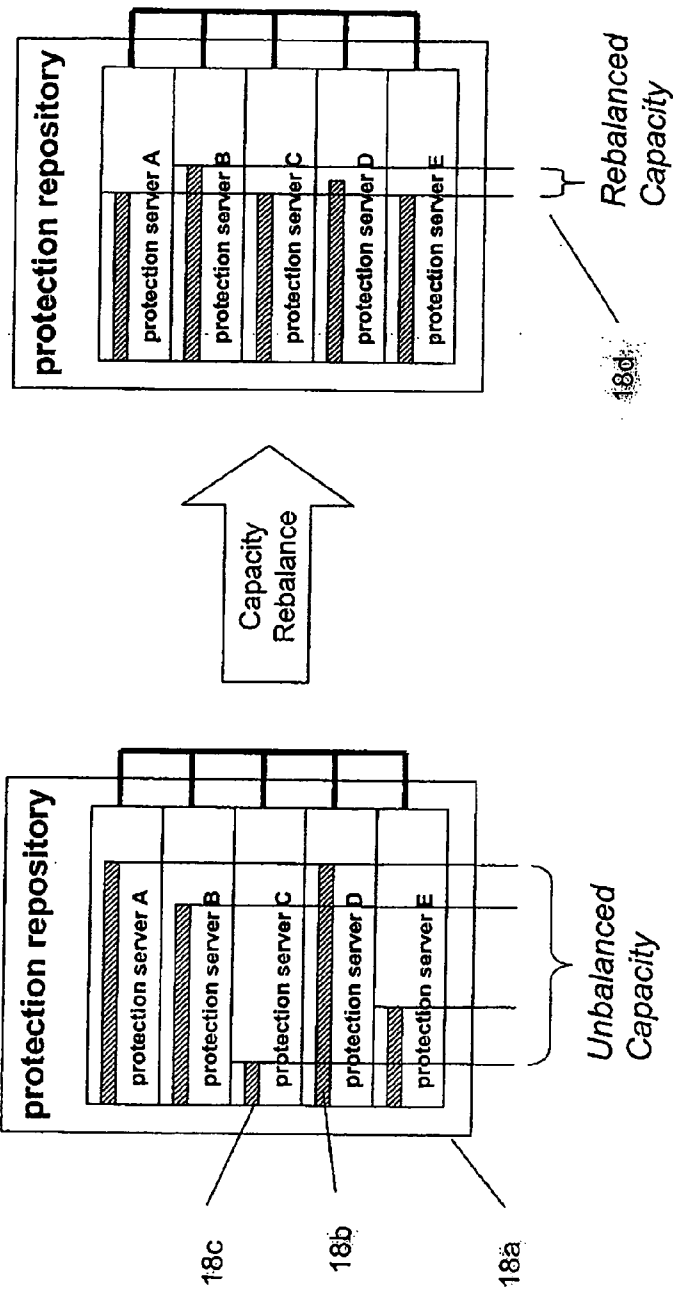 protection repository
protection server A
protection server B
protection server C
protection server D
protection server E
Unbalanced
Capacity
18c
18b
18a
Capacity
Rebalance
protection repository
protection server A
protection server B
protection server C
protection server D
protection server E
Rebalanced
Capacity
18d